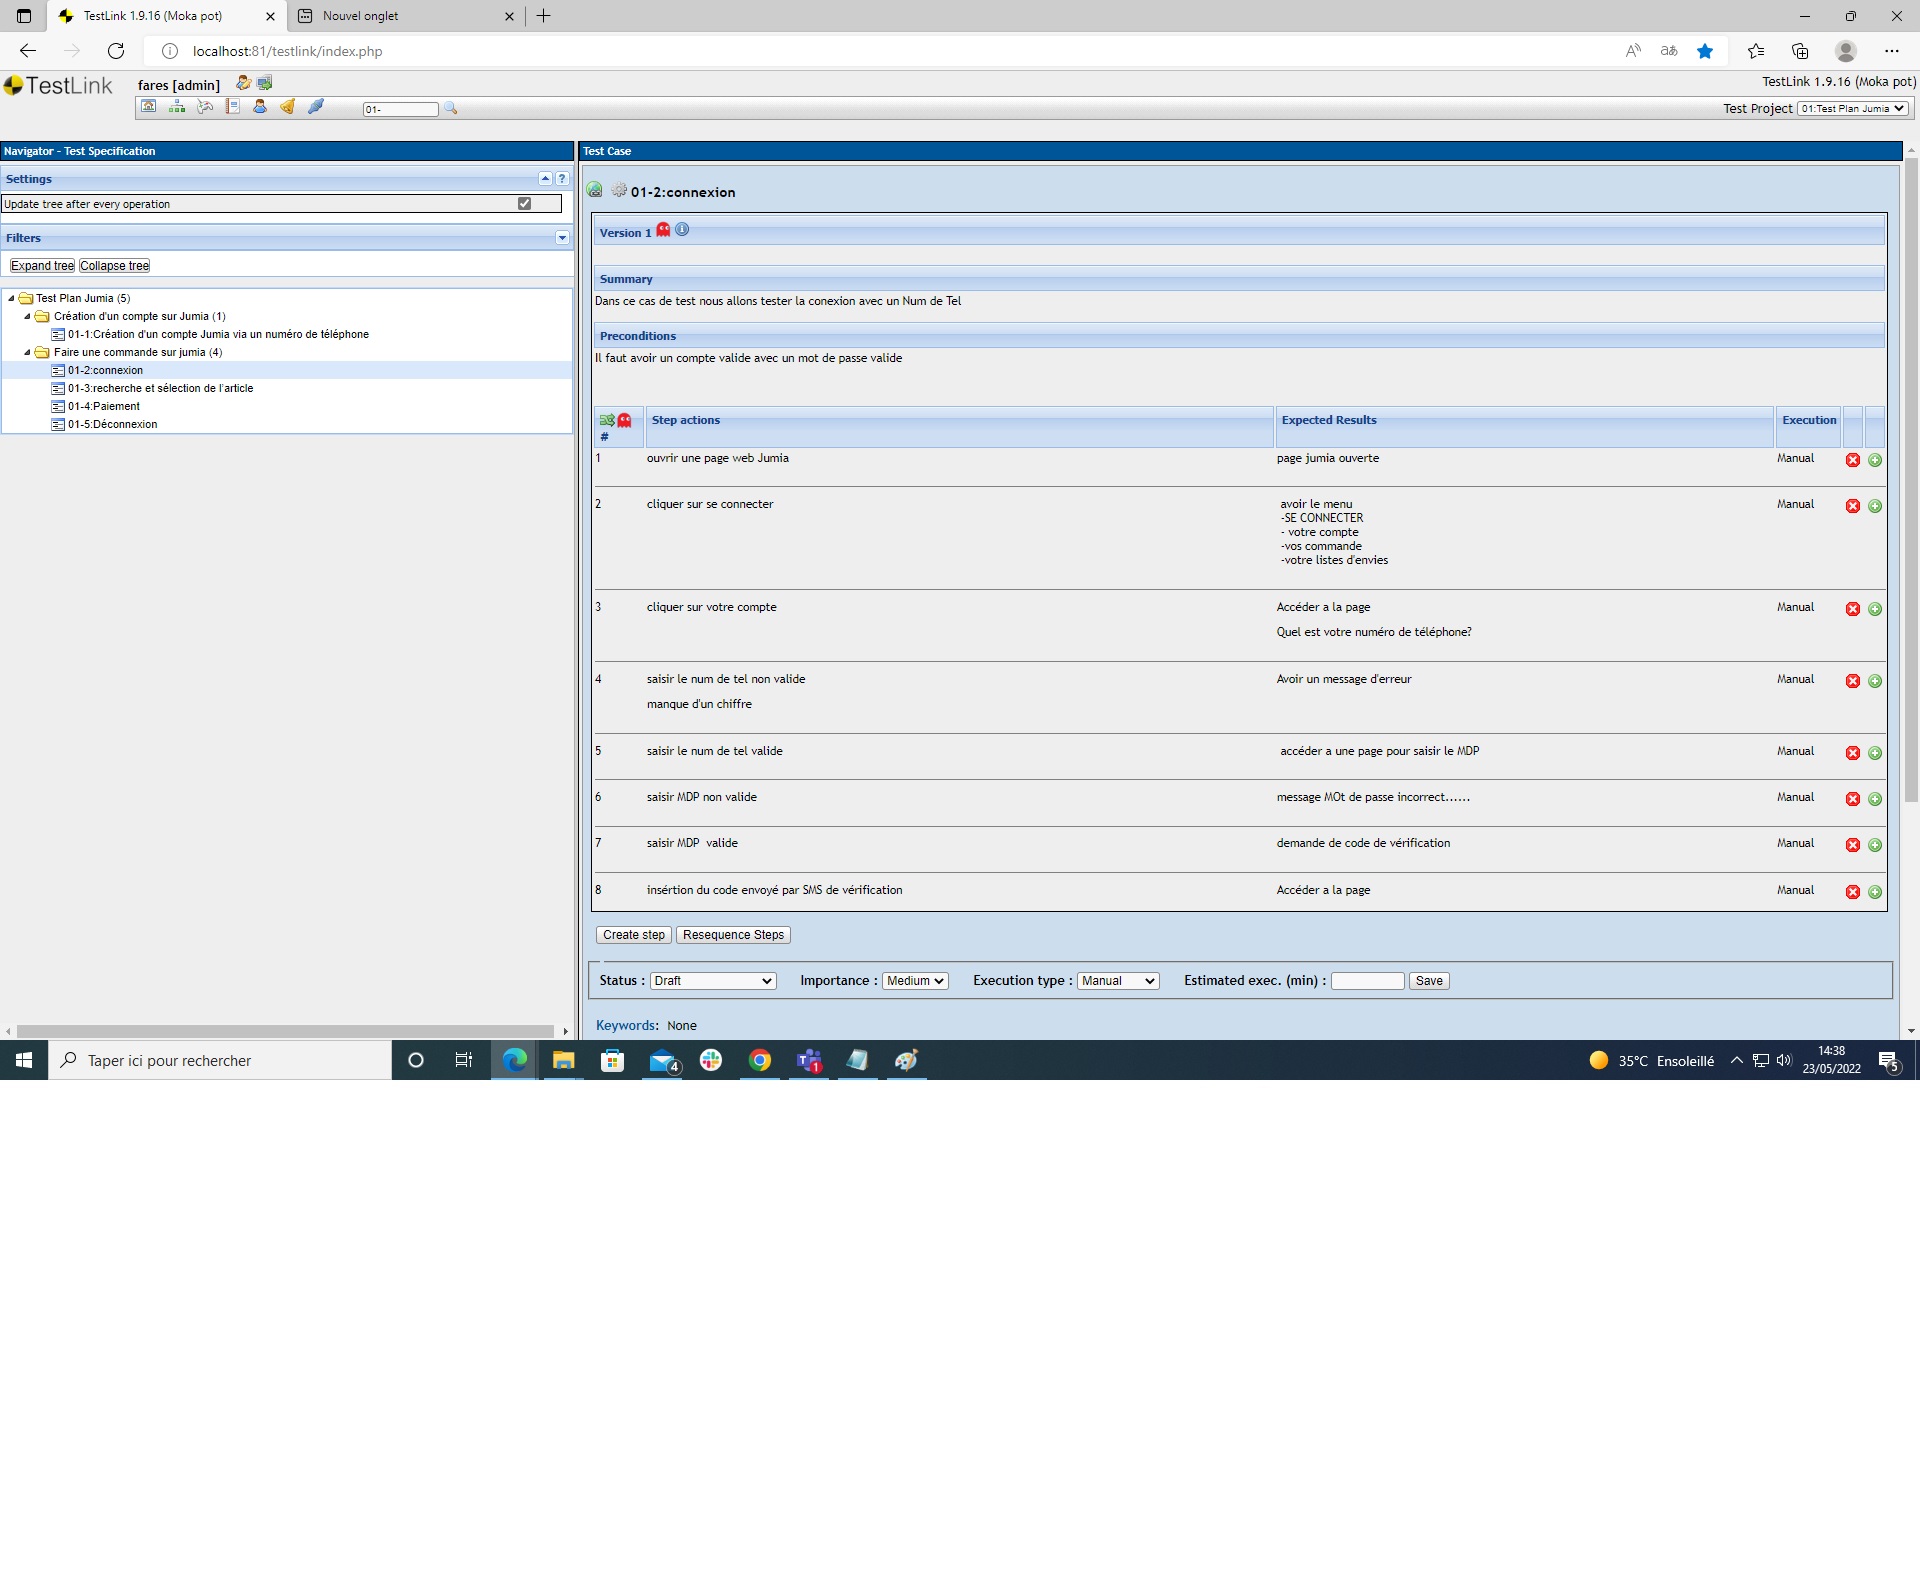 TestLink 1.9.16 (Moka pot)
Nouvel onglet
localhost:81/testlink/index.php
TestLink
fares [admin]
TestLink 1.9.16 (Moka pot)
01-
Test Project 01:Test Plan Jumia
Navigator - Test Specification
Settings
Update tree after every operation
Filters
Expand tree Collapse tree
Test Plan Jumia (5)
Création d'un compte sur Jumia (1)
01-1:Création d'un compte Jumia via un numéro de téléphone
Faire une commande sur jumia (4)
01-2:connexion
01-3:recherche et sélection de l'article
01-4:Paiement
01-5:Déconnexion
Test Case
01-2:connexion
Version 1
Summary
Dans ce cas de test nous allons tester la conexion avec un Num de Tel
Preconditions
Il faut avoir un compte valide avec un mot de passe valide
# Step actions Expected Results Execution
1 ouvrir une page web Jumia page jumia ouverte Manual
2 cliquer sur se connecter avoir le menu Manual
-SE CONNECTER
- votre compte
-vos commande
-votre listes d'envies
3 cliquer sur votre compte Accéder a la page Manual
Quel est votre numéro de téléphone?
4 saisir le num de tel non valide Avoir un message d'erreur Manual
manque d'un chiffre
5 saisir le num de tel valide accéder a une page pour saisir le MDP Manual
6 saisir MDP non valide message MOt de passe incorrect...... Manual
7 saisir MDP valide demande de code de vérification Manual
8 insértion du code envoyé par SMS de vérification Accéder a la page Manual
Create step Resequence Steps
Status : Draft Importance : Medium Execution type : Manual Estimated exec. (min) : Save
Keywords: None
Taper ici pour rechercher
4
1
35°C Ensoleillé
14:38
23/05/2022
5